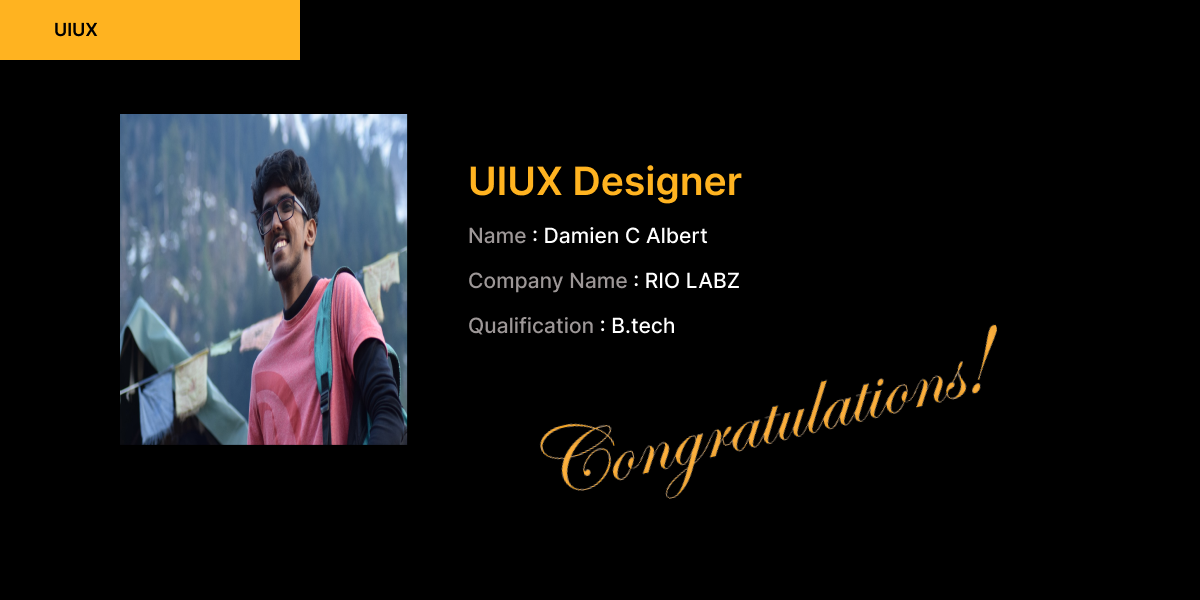 UIUX
UIUX Designer
Name : Damien C Albert
Company Name : RIO LABZ
Qualification : B.tech
Congratulations!